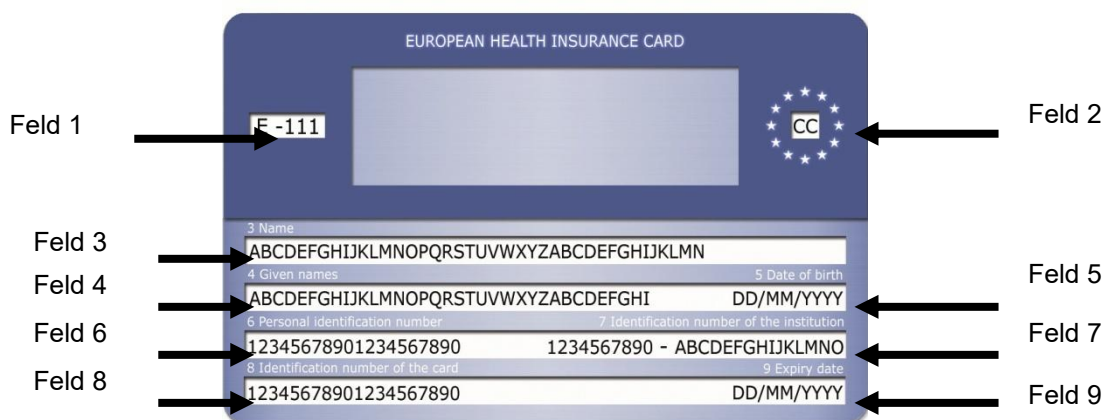 EUROPEAN HEALTH INSURANCE CARD
Feld 1
E -111
CC
Feld 2
3 Name
Feld 3
ABCDEFGHIJKLMNOPQRSTUVWXYZABCDEFGHIJKLMN
4 Given names 5 Date of birth
Feld 4
ABCDEFGHIJKLMNOPQRSTUVWXYZABCDEFGHI DD/MM/YYYY
Feld 5
6 Personal identification number 7 Identification number of the institution
Feld 6
12345678901234567890 1234567890 - ABCDEFGHIJKLMNO
Feld 7
8 Identification number of the card 9 Expiry date
Feld 8
12345678901234567890 DD/MM/YYYY
Feld 9